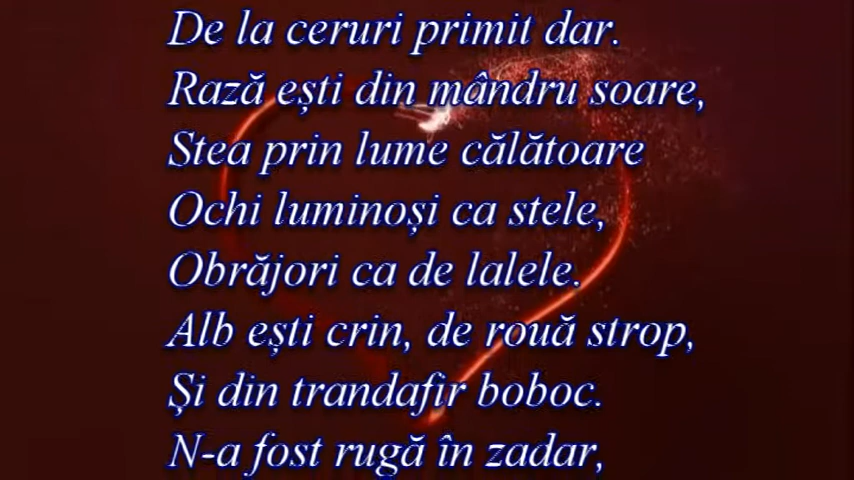 De la ceruri primit dar.
Rază ești din mândru soare,
Stea prin lume călătoare
Ochi luminoși ca stele,
Obrăjori ca de lalele.
Alb ești crin, de rouă strop,
Și din trandafir boboc.
N-a fost rugă în zadar,